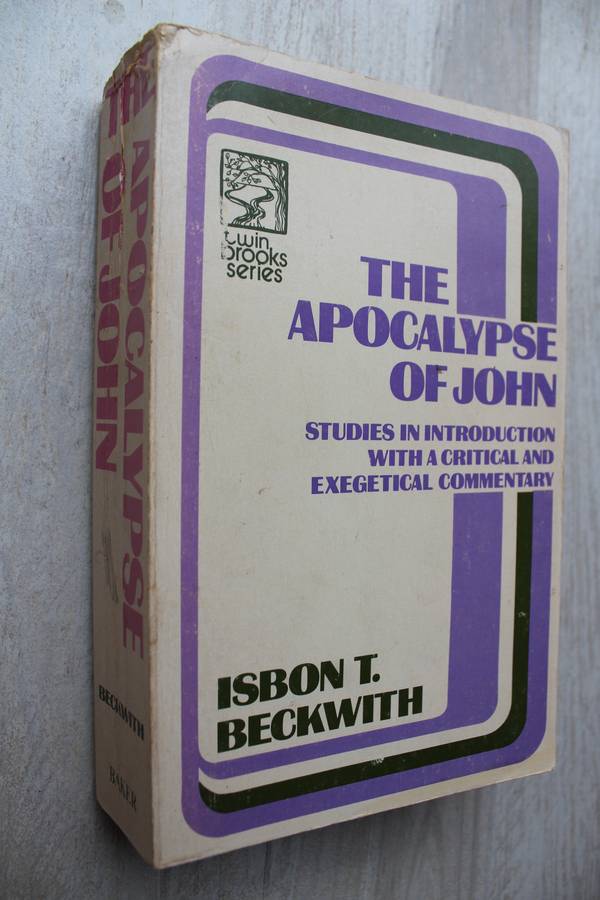 twin
brooks
series
THE
APOCALYPSE
OF JOHN
STUDIES IN INTRODUCTION
WITH A CRITICAL AND
EXEGETICAL COMMENTARY
ISBON T.
BECKWITH
THE APOCALYPSE
OF JOHN
BECKWITH
BAKER